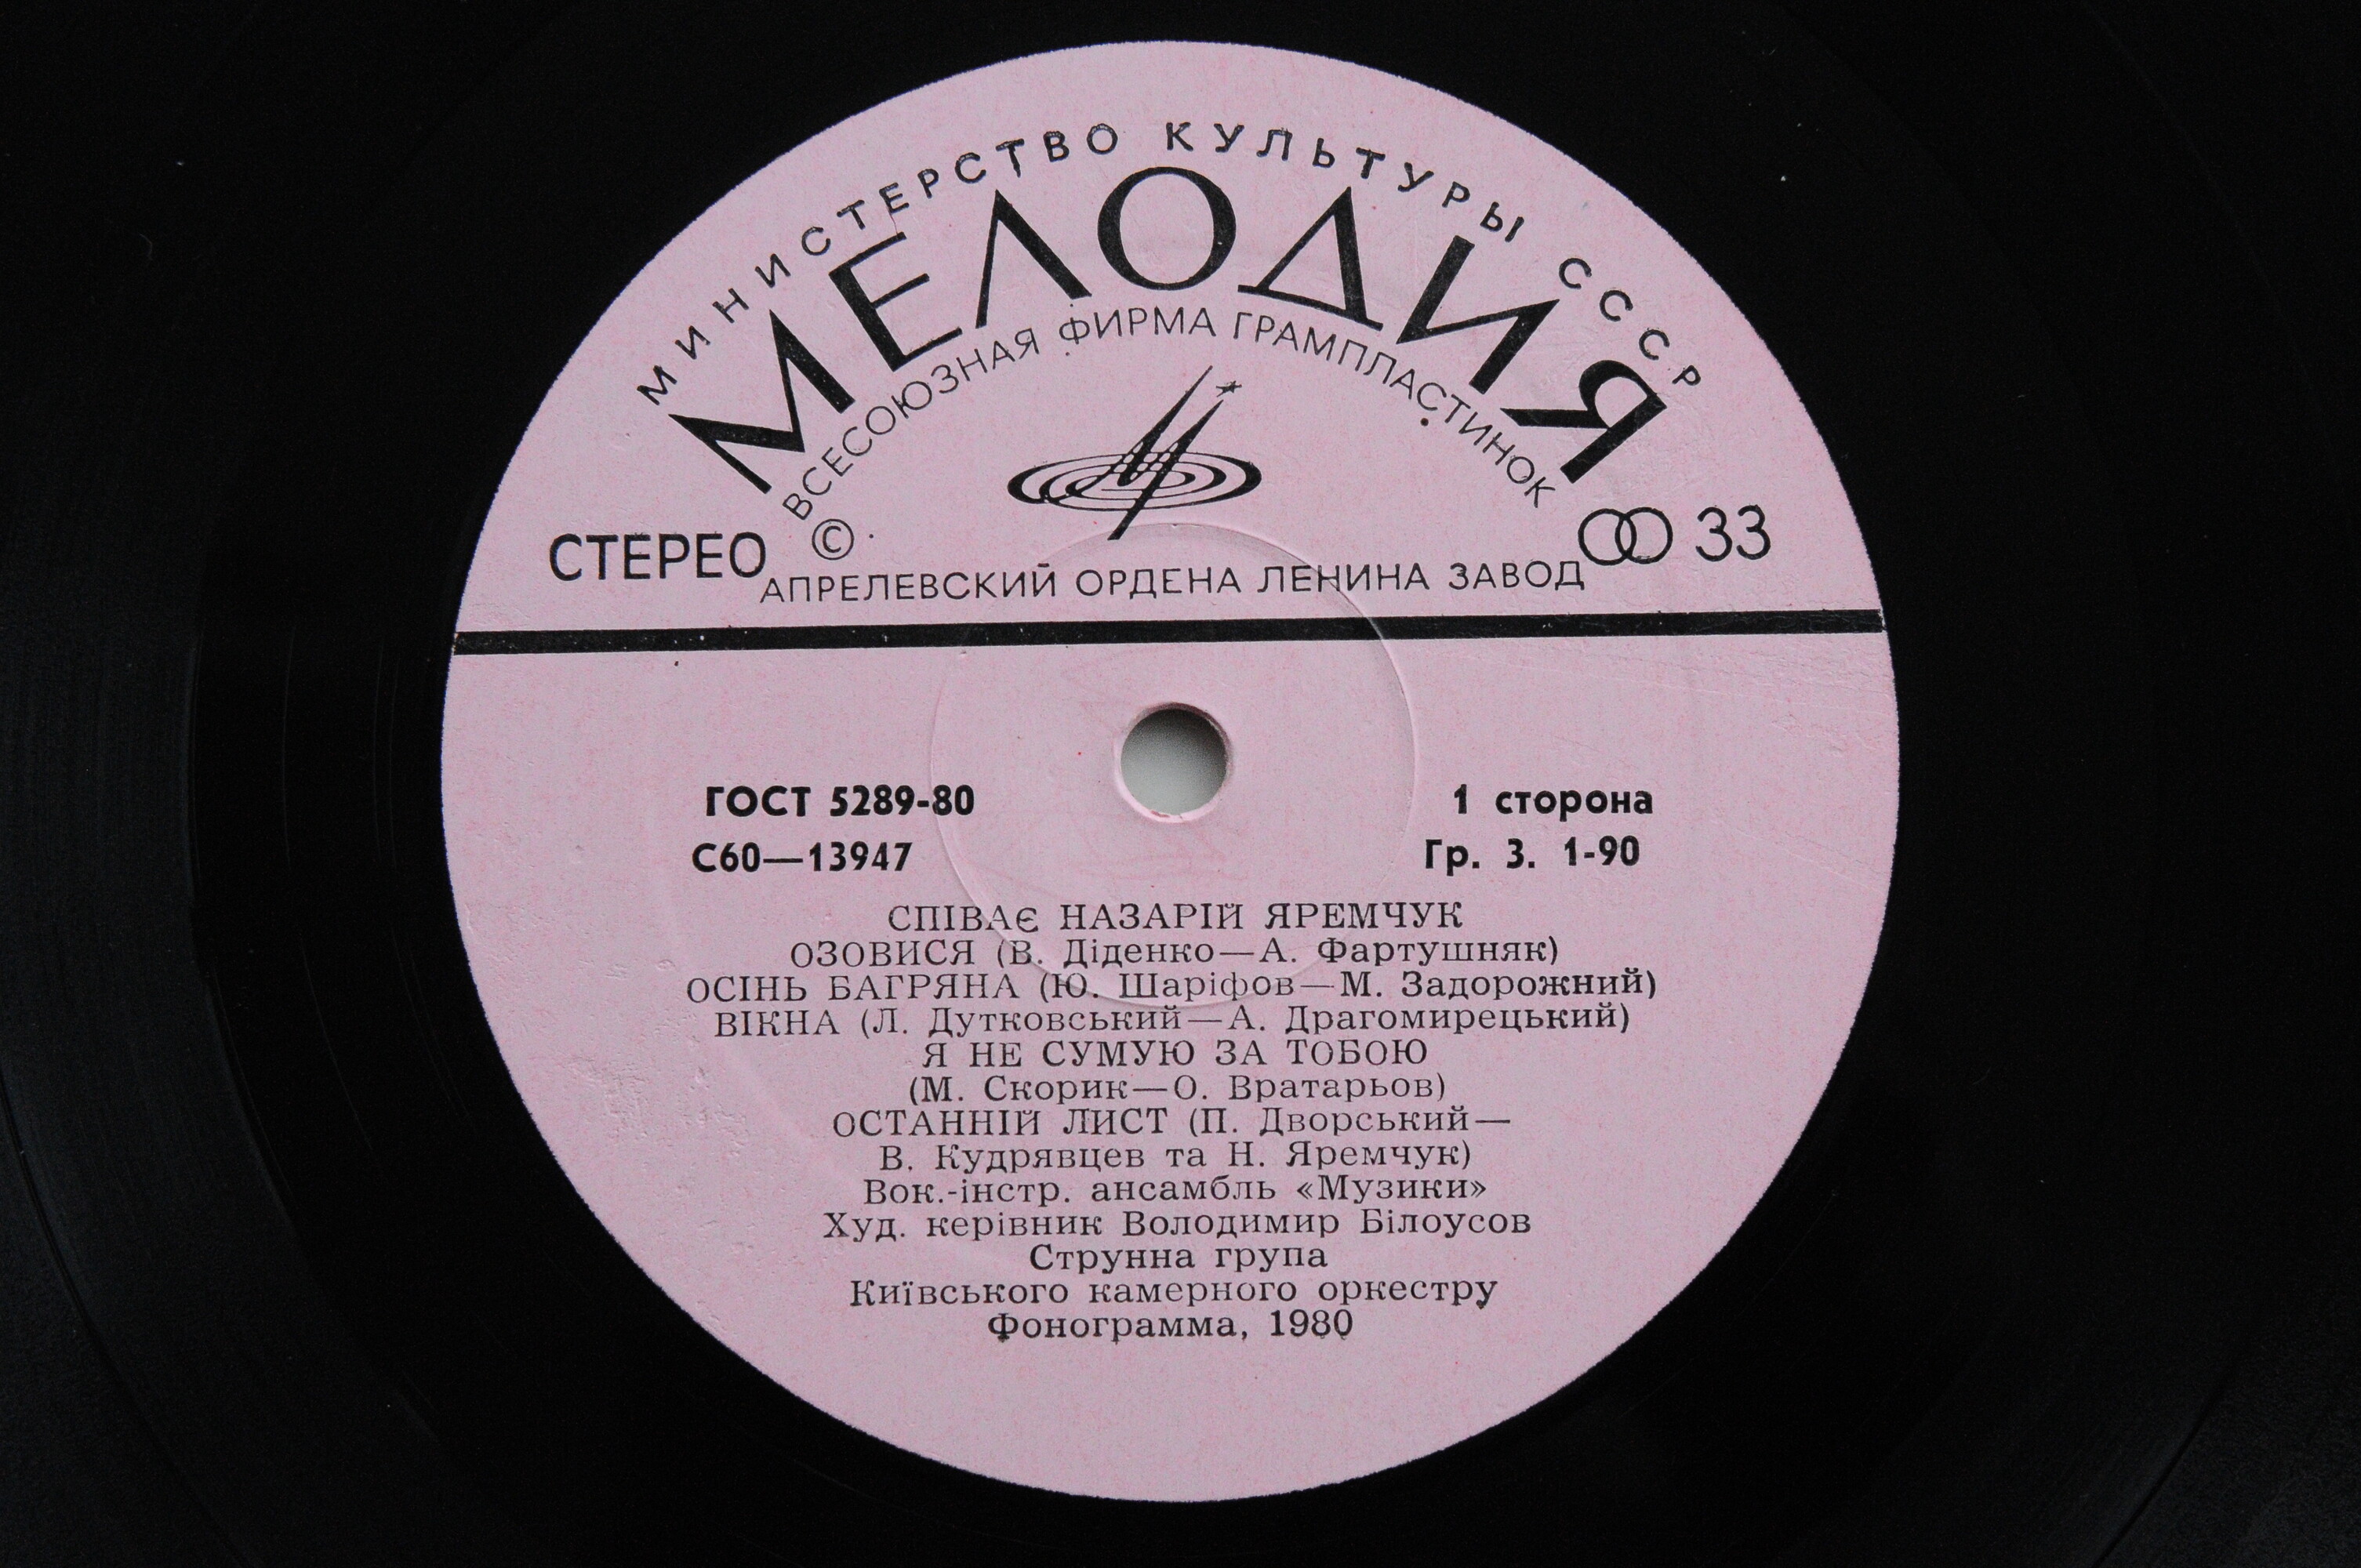 МИНИСТЕРСТВО КУЛЬТУРЫ СССР
МЕЛОДИЯ
ВСЕСОЮЗНАЯ ФИРМА ГРАМПЛАСТИНОК
СТЕРЕО © 33
АПРЕЛЕВСКИЙ ОРДЕНА ЛЕНИНА ЗАВОД
ГОСТ 5289-80 1 сторона
С60—13947 Гр. 3. 1-90
СПІВАЄ НАЗАРІЙ ЯРЕМЧУК
ОЗОВИСЯ (В. Діденко—А. Фартушняк)
ОСІНЬ БАГРЯНА (Ю. Шаріфов—М. Задорожний)
ВІКНА (Л. Дутковський—А. Драгомирецький)
Я НЕ СУМУЮ ЗА ТОБОЮ
(М. Скорик—О. Вратарьов)
ОСТАННІЙ ЛИСТ (П. Дворський—
В. Кудрявцев та Н. Яремчук)
Вок.-інстр. ансамбль «Музики»
Худ. керівник Володимир Білоусов
Струнна група
Київського камерного оркестру
Фонограмма, 1980